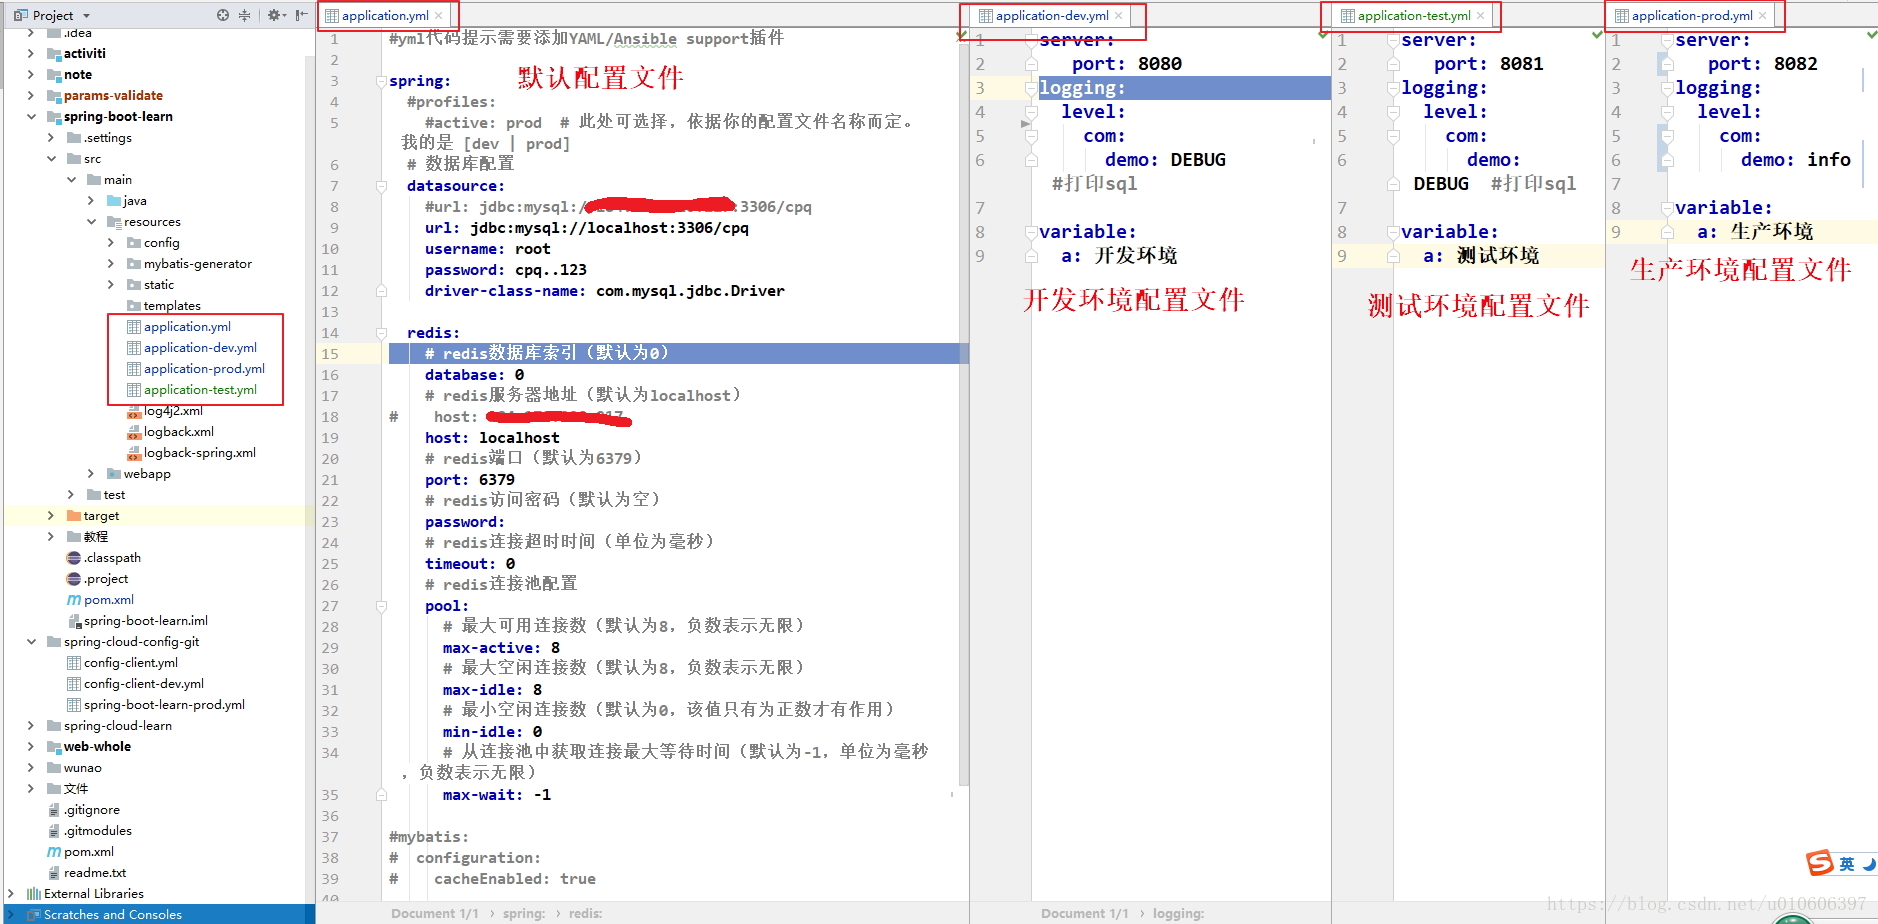 Project
.idea
activiti
note
params-validate
spring-boot-learn
.settings
src
main
java
resources
config
mybatis-generator
static
templates
application.yml
application-dev.yml
application-prod.yml
application-test.yml
log4j2.xml
logback.xml
logback-spring.xml
webapp
test
target
教程
.classpath
.project
pom.xml
spring-boot-learn.iml
spring-cloud-config-git
config-client.yml
config-client-dev.yml
spring-boot-learn-prod.yml
spring-cloud-learn
web-whole
wunao
文件
.gitignore
.gitmodules
pom.xml
readme.txt
External Libraries
Scratches and Consoles
application.yml
1 #yml代码提示需要添加YAML/Ansible support插件
2
3 spring:
默认配置文件
4 #profiles:
5 #active: prod # 此处可选择，依据你的配置文件名称而定。
我的是 [dev | prod]
6 # 数据库配置
7 datasource:
8 #url: jdbc:mysql:/ :3306/cpq
9 url: jdbc:mysql://localhost:3306/cpq
10 username: root
11 password: cpq..123
12 driver-class-name: com.mysql.jdbc.Driver
13
14 redis:
15 # redis数据库索引（默认为0）
16 database: 0
17 # redis服务器地址（默认为localhost）
18 # host:
19 host: localhost
20 # redis端口（默认为6379）
21 port: 6379
22 # redis访问密码（默认为空）
23 password:
24 # redis连接超时时间（单位为毫秒）
25 timeout: 0
26 # redis连接池配置
27 pool:
28 # 最大可用连接数（默认为8，负数表示无限）
29 max-active: 8
30 # 最大空闲连接数（默认为8，负数表示无限）
31 max-idle: 8
32 # 最小空闲连接数（默认为0，该值只有为正数才有作用）
33 min-idle: 0
34 # 从连接池中获取连接最大等待时间（默认为-1，单位为毫秒
，负数表示无限）
35 max-wait: -1
36
37 #mybatis:
38 # configuration:
39 # cacheEnabled: true
40
Document 1/1 › spring: › redis:
application-dev.yml
1 server:
2 port: 8080
3 logging:
4 level:
5 com:
6 demo: DEBUG
#打印sql
7
8 variable:
9 a: 开发环境
开发环境配置文件
Document 1/1 › logging:
application-test.yml
1 server:
2 port: 8081
3 logging:
4 level:
5 com:
6 demo:
DEBUG #打印sql
7
8 variable:
9 a: 测试环境
测试环境配置文件
application-prod.yml
1 server:
2 port: 8082
3 logging:
4 level:
5 com:
6 demo: info
7
8 variable:
9 a: 生产环境
生产环境配置文件
S 英
https://blog.csdn.net/u010606397